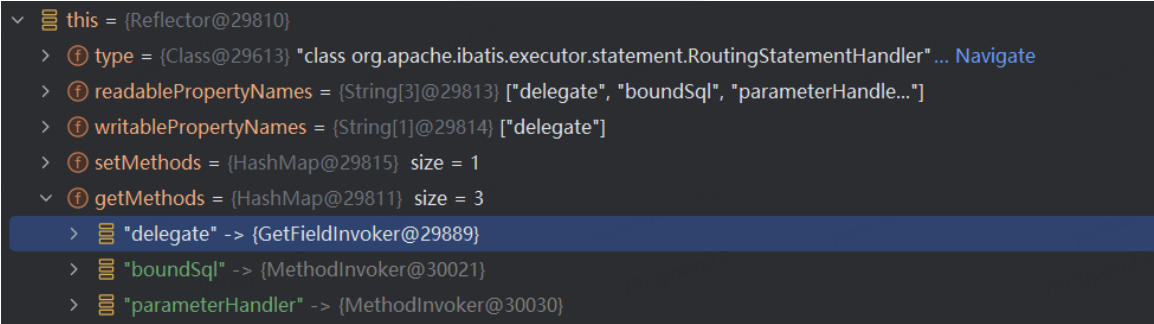 this = {Reflector@29810}
type = {Class@29613} "class org.apache.ibatis.executor.statement.RoutingStatementHandler"... Navigate
readablePropertyNames = {String[3]@29813} ["delegate", "boundSql", "parameterHandle..."]
writablePropertyNames = {String[1]@29814} ["delegate"]
setMethods = {HashMap@29815} size = 1
getMethods = {HashMap@29811} size = 3
"delegate" -> {GetFieldInvoker@29889}
"boundSql" -> {MethodInvoker@30021}
"parameterHandler" -> {MethodInvoker@30030}